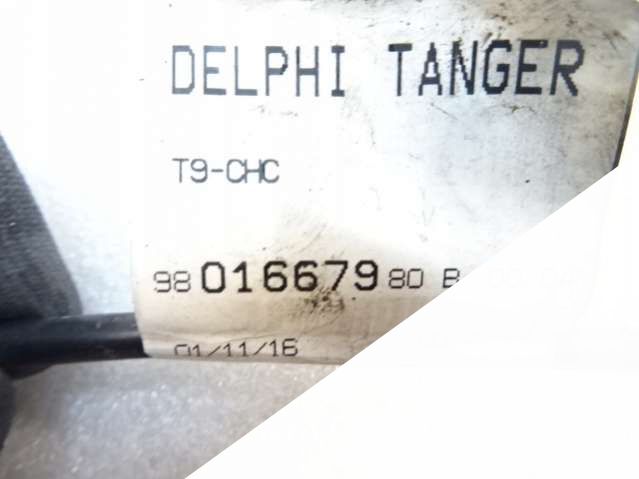 DELPHI TANGER
T9-CHC
98 016679 80 B
01/11/16